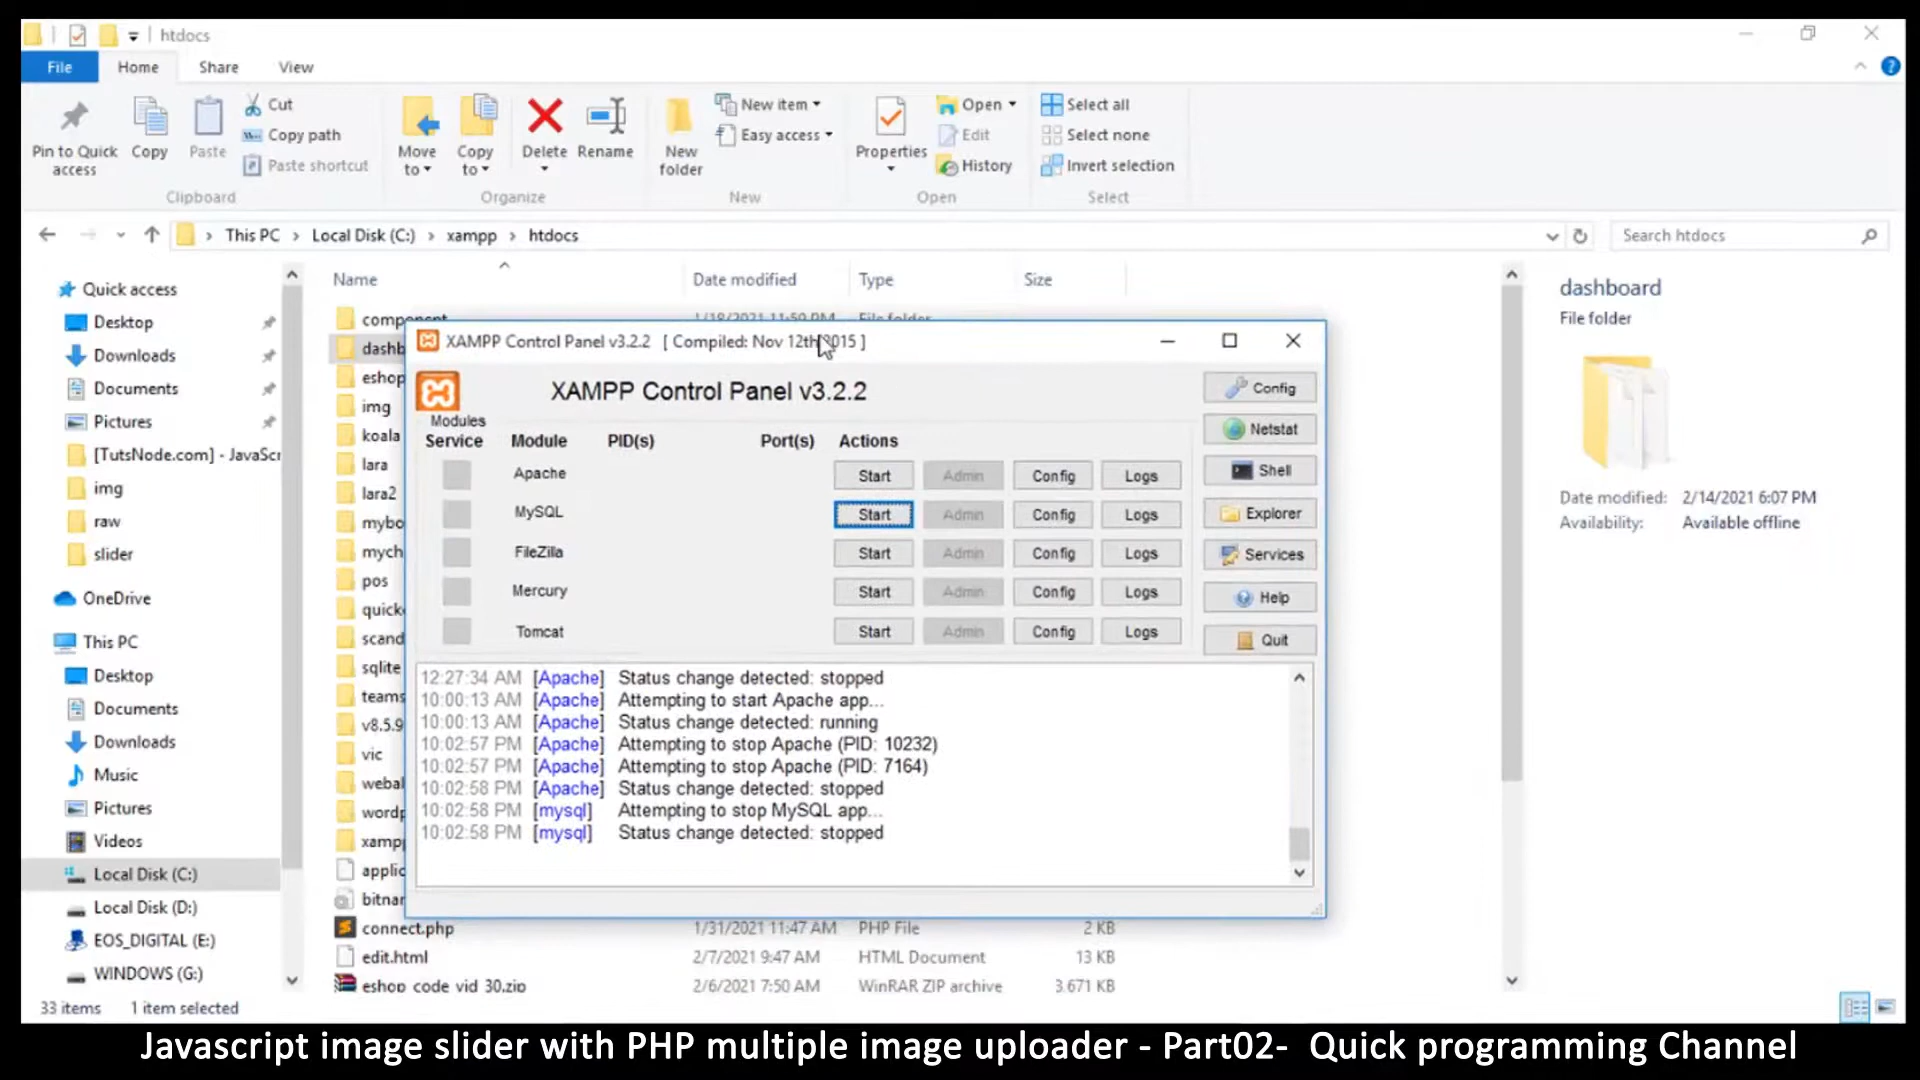 htdocs
File Home Share View
Pin to Quick access
Copy
Paste
Cut
Copy path
Paste shortcut
Clipboard
Move to
Copy to
Delete
Rename
Organize
New folder
New item
Easy access
New
Properties
Open
Edit
History
Open
Select all
Select none
Invert selection
Select
This PC > Local Disk (C:) > xampp > htdocs
Search htdocs
Quick access
Desktop
Downloads
Documents
Pictures
[TutsNode.com] - JavaScr
img
raw
slider
OneDrive
This PC
Desktop
Documents
Downloads
Music
Pictures
Videos
Local Disk (C:)
Local Disk (D:)
EOS_DIGITAL (E:)
WINDOWS (G:)
Name Date modified Type Size
component 1/18/2021 11:59 PM File folder
dashb
eshop
img
koala
lara
lara2
mybo
mych
pos
quick
scand
sqlite
teams
v8.5.9
vic
webal
wordp
xampp
applic
bitnar
connect.php 1/31/2021 11:47 AM PHP File 2 KB
edit.html 2/7/2021 9:47 AM HTML Document 13 KB
eshop code vid 30.zip 2/6/2021 7:50 AM WinRAR ZIP archive 3,671 KB
XAMPP Control Panel v3.2.2 [ Compiled: Nov 12th 2015 ]
XAMPP Control Panel v3.2.2
Modules
Service Module PID(s) Port(s) Actions
Apache Start Admin Config Logs
MySQL Start Admin Config Logs
FileZilla Start Admin Config Logs
Mercury Start Admin Config Logs
Tomcat Start Admin Config Logs
Config
Netstat
Shell
Explorer
Services
Help
Quit
12:27:34 AM [Apache] Status change detected: stopped
10:00:13 AM [Apache] Attempting to start Apache app...
10:00:13 AM [Apache] Status change detected: running
10:02:57 PM [Apache] Attempting to stop Apache (PID: 10232)
10:02:57 PM [Apache] Attempting to stop Apache (PID: 7164)
10:02:58 PM [Apache] Status change detected: stopped
10:02:58 PM [mysql] Attempting to stop MySQL app...
10:02:58 PM [mysql] Status change detected: stopped
dashboard
File folder
Date modified: 2/14/2021 6:07 PM
Availability: Available offline
33 items 1 item selected
Javascript image slider with PHP multiple image uploader - Part02- Quick programming Channel